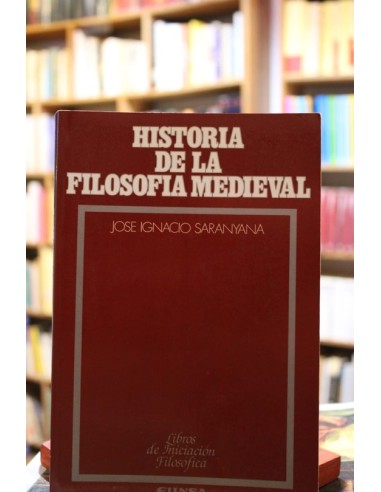 HISTORIA
DE LA
FILOSOFIA MEDIEVAL
JOSE IGNACIO SARANYANA
Libros
de Iniciación
Filosófica
EUNSA